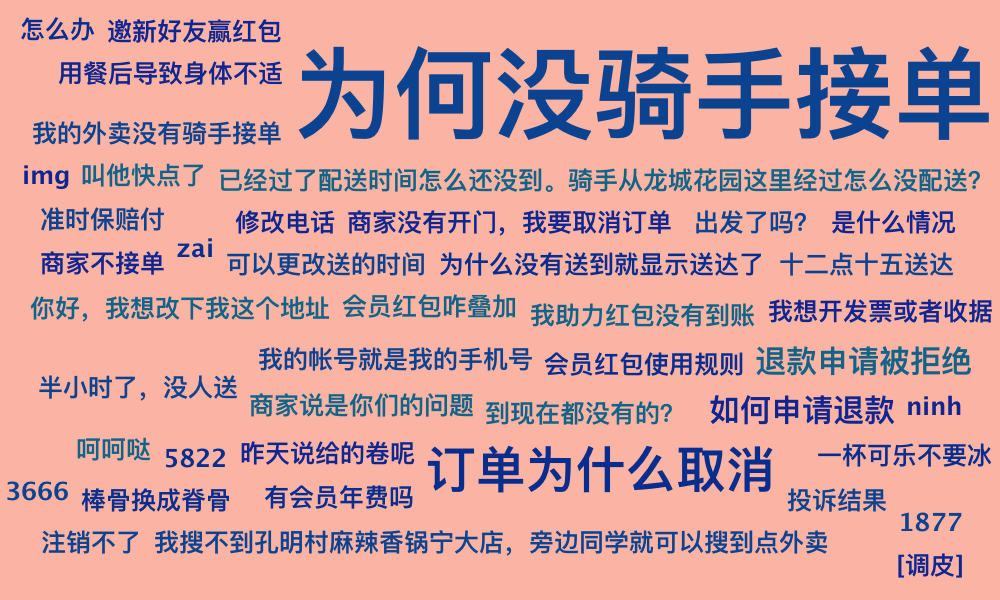 怎么办 邀新好友赢红包
用餐后导致身体不适
为何没骑手接单
我的外卖没有骑手接单
img 叫他快点了 已经过了配送时间怎么还没到。骑手从龙城花园这里经过怎么没配送?
准时保赔付 修改电话 商家没有开门，我要取消订单 出发了吗? 是什么情况
商家不接单 zai 可以更改送的时间 为什么没有送到就显示送达了 十二点十五送达
你好，我想改下我这个地址 会员红包咋叠加 我助力红包没有到账 我想开发票或者收据
半小时了，没人送 我的帐号就是我的手机号 会员红包使用规则 退款申请被拒绝
商家说是你们的问题 到现在都没有的? 如何申请退款 ninh
呵呵哒 5822 昨天说给的卷呢 订单为什么取消 一杯可乐不要冰
3666 棒骨换成脊骨 有会员年费吗 投诉结果
1877
注销不了 我搜不到孔明村麻辣香锅宁大店，旁边同学就可以搜到点外卖
[调皮]